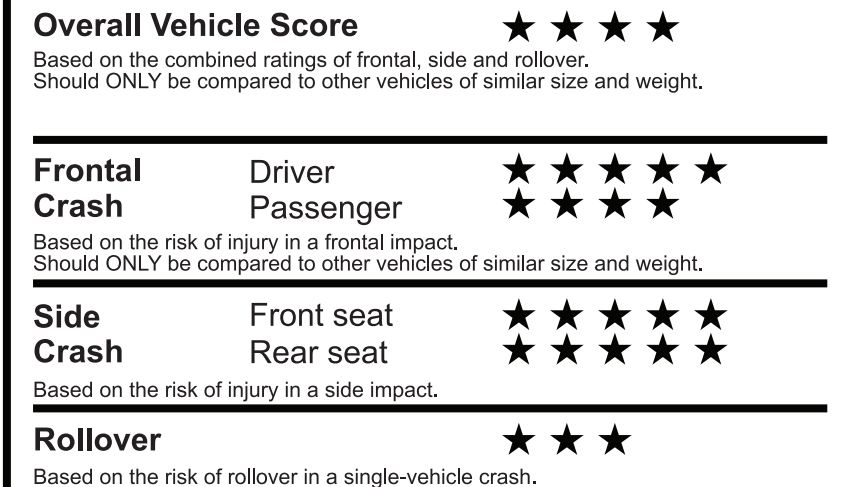 Overall Vehicle Score ★ ★ ★ ★
Based on the combined ratings of frontal, side and rollover.
Should ONLY be compared to other vehicles of similar size and weight.
Frontal Driver ★ ★ ★ ★ ★
Crash Passenger ★ ★ ★ ★
Based on the risk of injury in a frontal impact.
Should ONLY be compared to other vehicles of similar size and weight.
Side Front seat ★ ★ ★ ★ ★
Crash Rear seat ★ ★ ★ ★ ★
Based on the risk of injury in a side impact.
Rollover ★ ★ ★
Based on the risk of rollover in a single-vehicle crash.